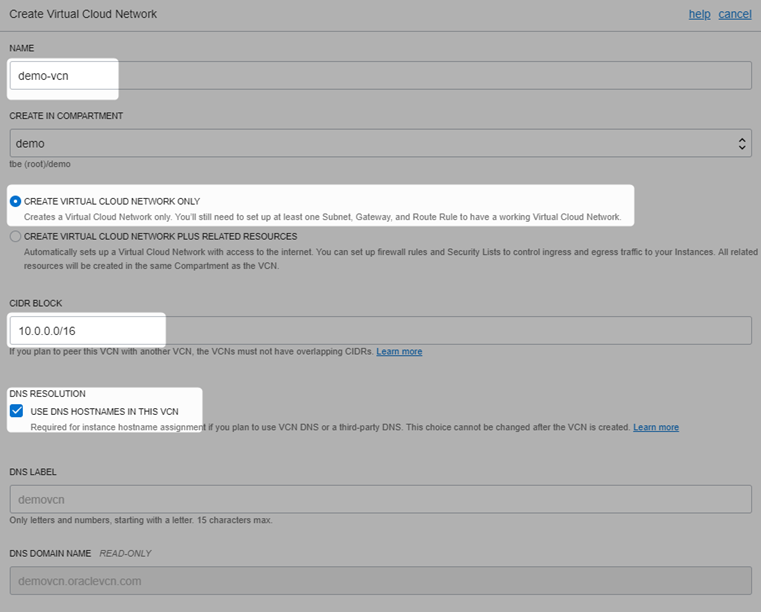 Create Virtual Cloud Network
help cancel
NAME
demo-vcn
CREATE IN COMPARTMENT
demo
tbe (root)/demo
CREATE VIRTUAL CLOUD NETWORK ONLY
Creates a Virtual Cloud Network only. You'll still need to set up at least one Subnet, Gateway, and Route Rule to have a working Virtual Cloud Network.
CREATE VIRTUAL CLOUD NETWORK PLUS RELATED RESOURCES
Automatically sets up a Virtual Cloud Network with access to the internet. You can set up firewall rules and Security Lists to control ingress and egress traffic to your Instances. All related
resources will be created in the same Compartment as the VCN.
CIDR BLOCK
10.0.0.0/16
If you plan to peer this VCN with another VCN, the VCNs must not have overlapping CIDRs. Learn more
DNS RESOLUTION
USE DNS HOSTNAMES IN THIS VCN
Required for instance hostname assignment if you plan to use VCN DNS or a third-party DNS. This choice cannot be changed after the VCN is created. Learn more
DNS LABEL
demovcn
Only letters and numbers, starting with a letter. 15 characters max.
DNS DOMAIN NAME READ-ONLY
demovcn.oraclevcn.com